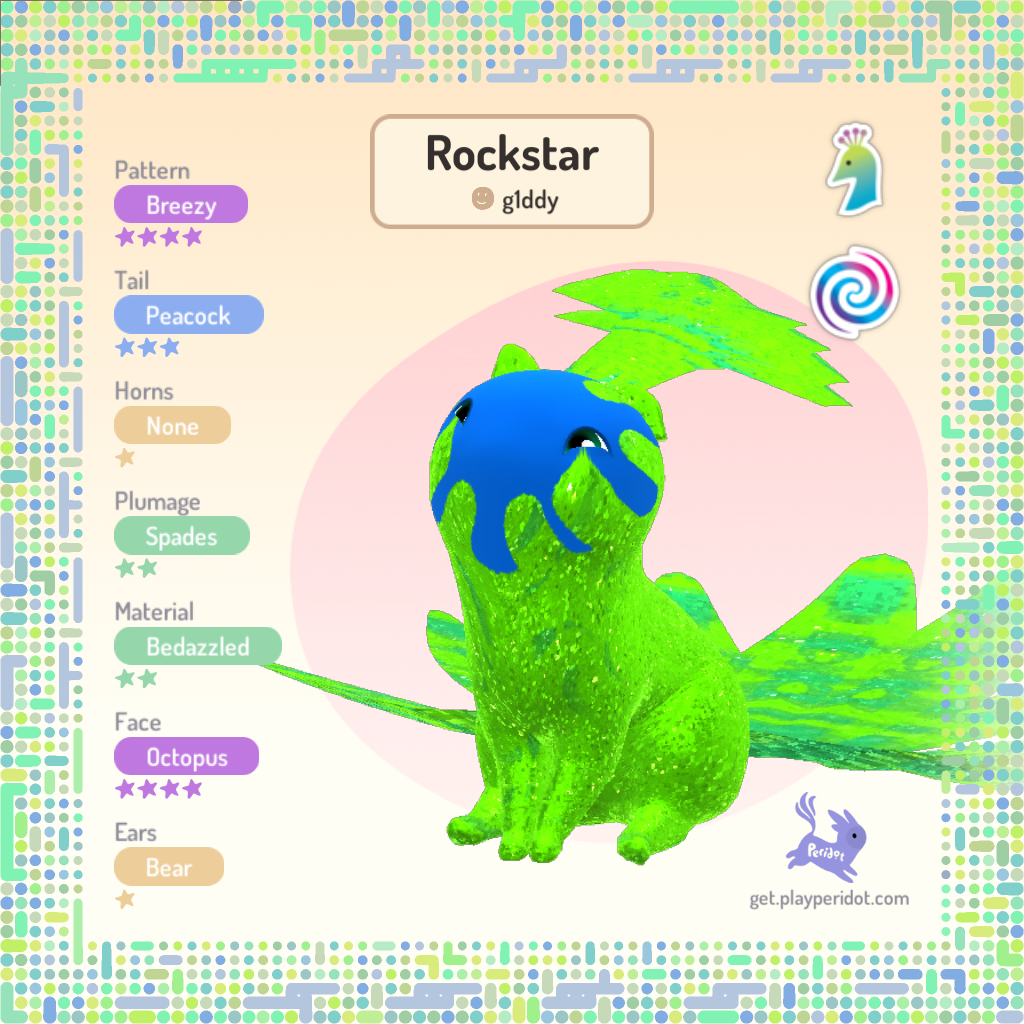 Rockstar
g1ddy
Pattern
Breezy
Tail
Peacock
Horns
None
Plumage
Spades
Material
Bedazzled
Face
Octopus
Ears
Bear
Peridot
get.playperidot.com